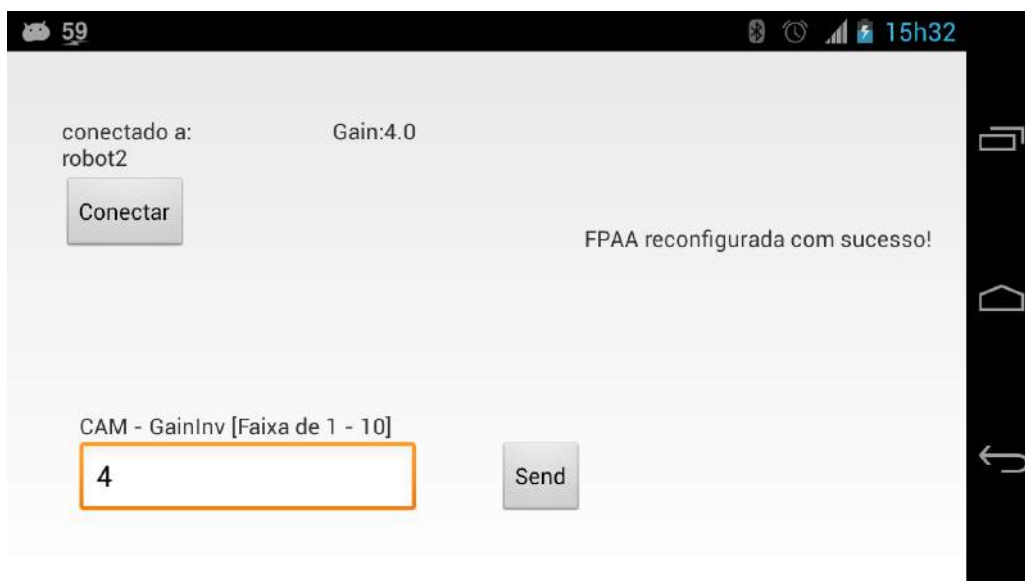 59
15h32
conectado a:
robot2
Gain:4.0
Conectar
FPAA reconfigurada com sucesso!
CAM - GainInv [Faixa de 1 - 10]
4
Send